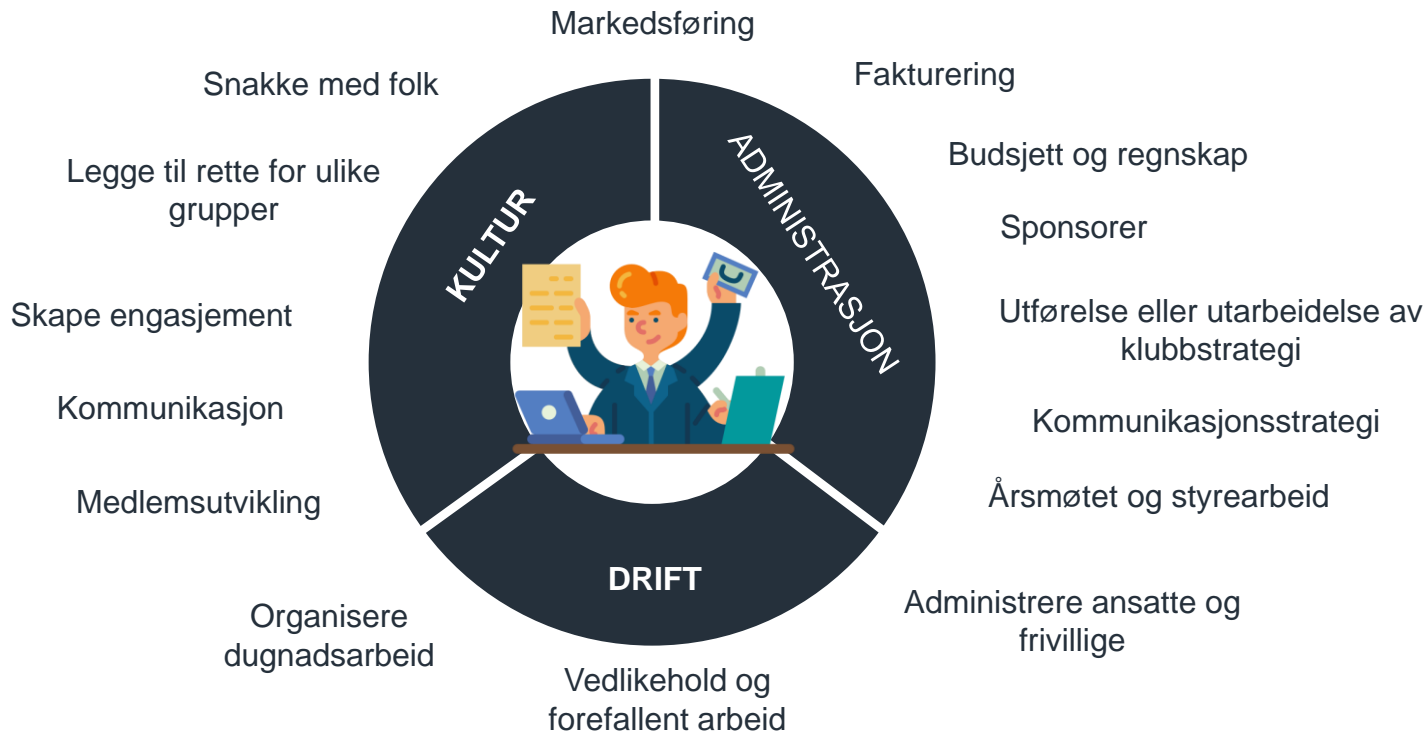 Markedsføring
Snakke med folk
Fakturering
Legge til rette for ulike
grupper
Budsjett og regnskap
Sponsorer
KULTUR
ADMINISTRASJON
Skape engasjement
Utførelse eller utarbeidelse av
klubbstrategi
Kommunikasjon
Kommunikasjonsstrategi
Medlemsutvikling
Årsmøtet og styrearbeid
DRIFT
Organisere
dugnadsarbeid
Administrere ansatte og
frivillige
Vedlikehold og
forefallent arbeid